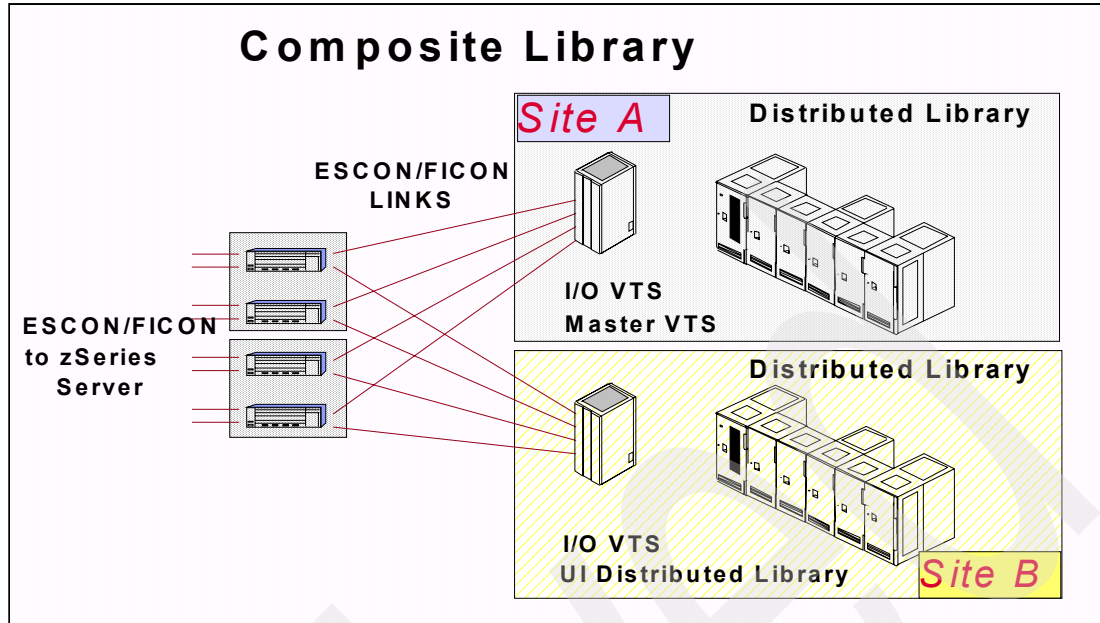 Composite Library
Site A
Distributed Library
ESCON/FICON
LINKS
I/O VTS
Master VTS
ESCON/FICON
to zSeries
Server
Distributed Library
I/O VTS
UI Distributed Library
Site B